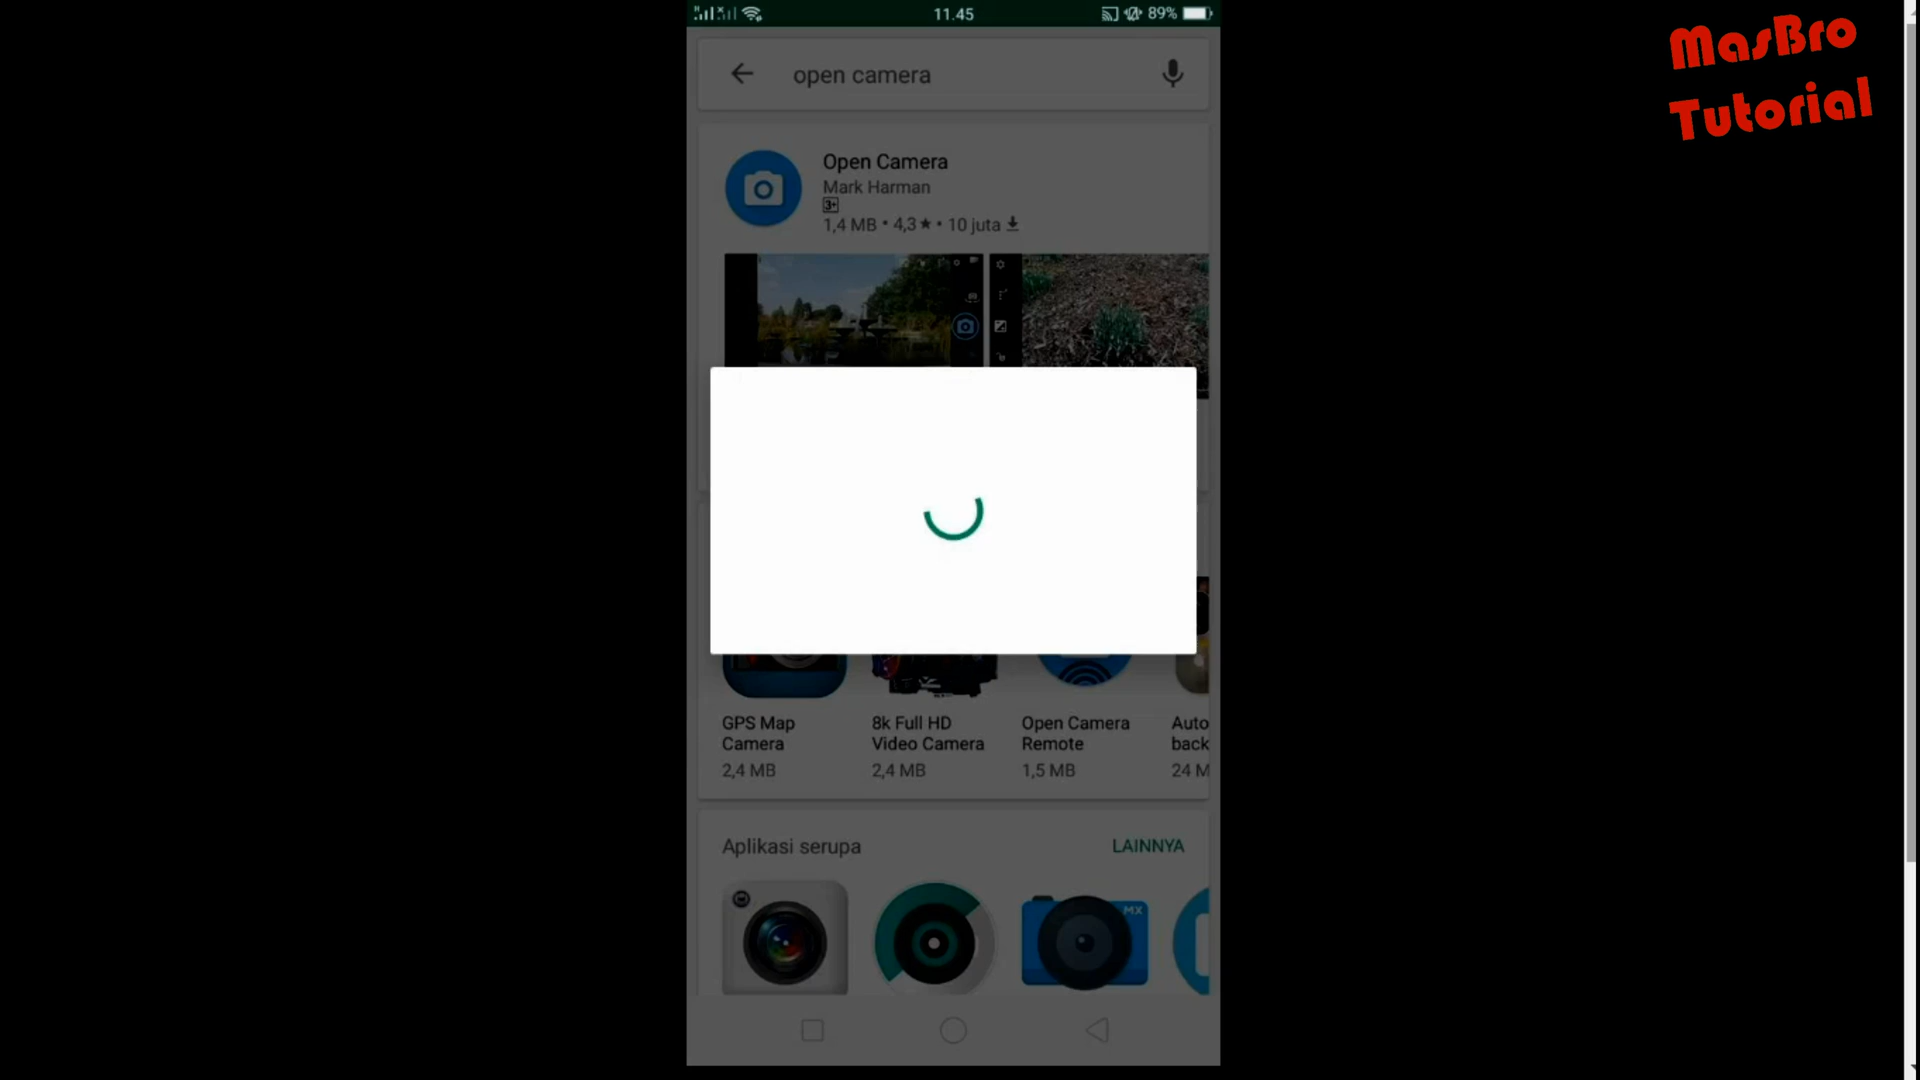 11.45
89%
MasBro
Tutorial
open camera
Open Camera
Mark Harman
3+
1,4 MB • 4,3★ • 10 juta
GPS Map
Camera
2,4 MB
8k Full HD
Video Camera
2,4 MB
Open Camera
Remote
1,5 MB
Auto
back
24 M
Aplikasi serupa
LAINNYA
MX